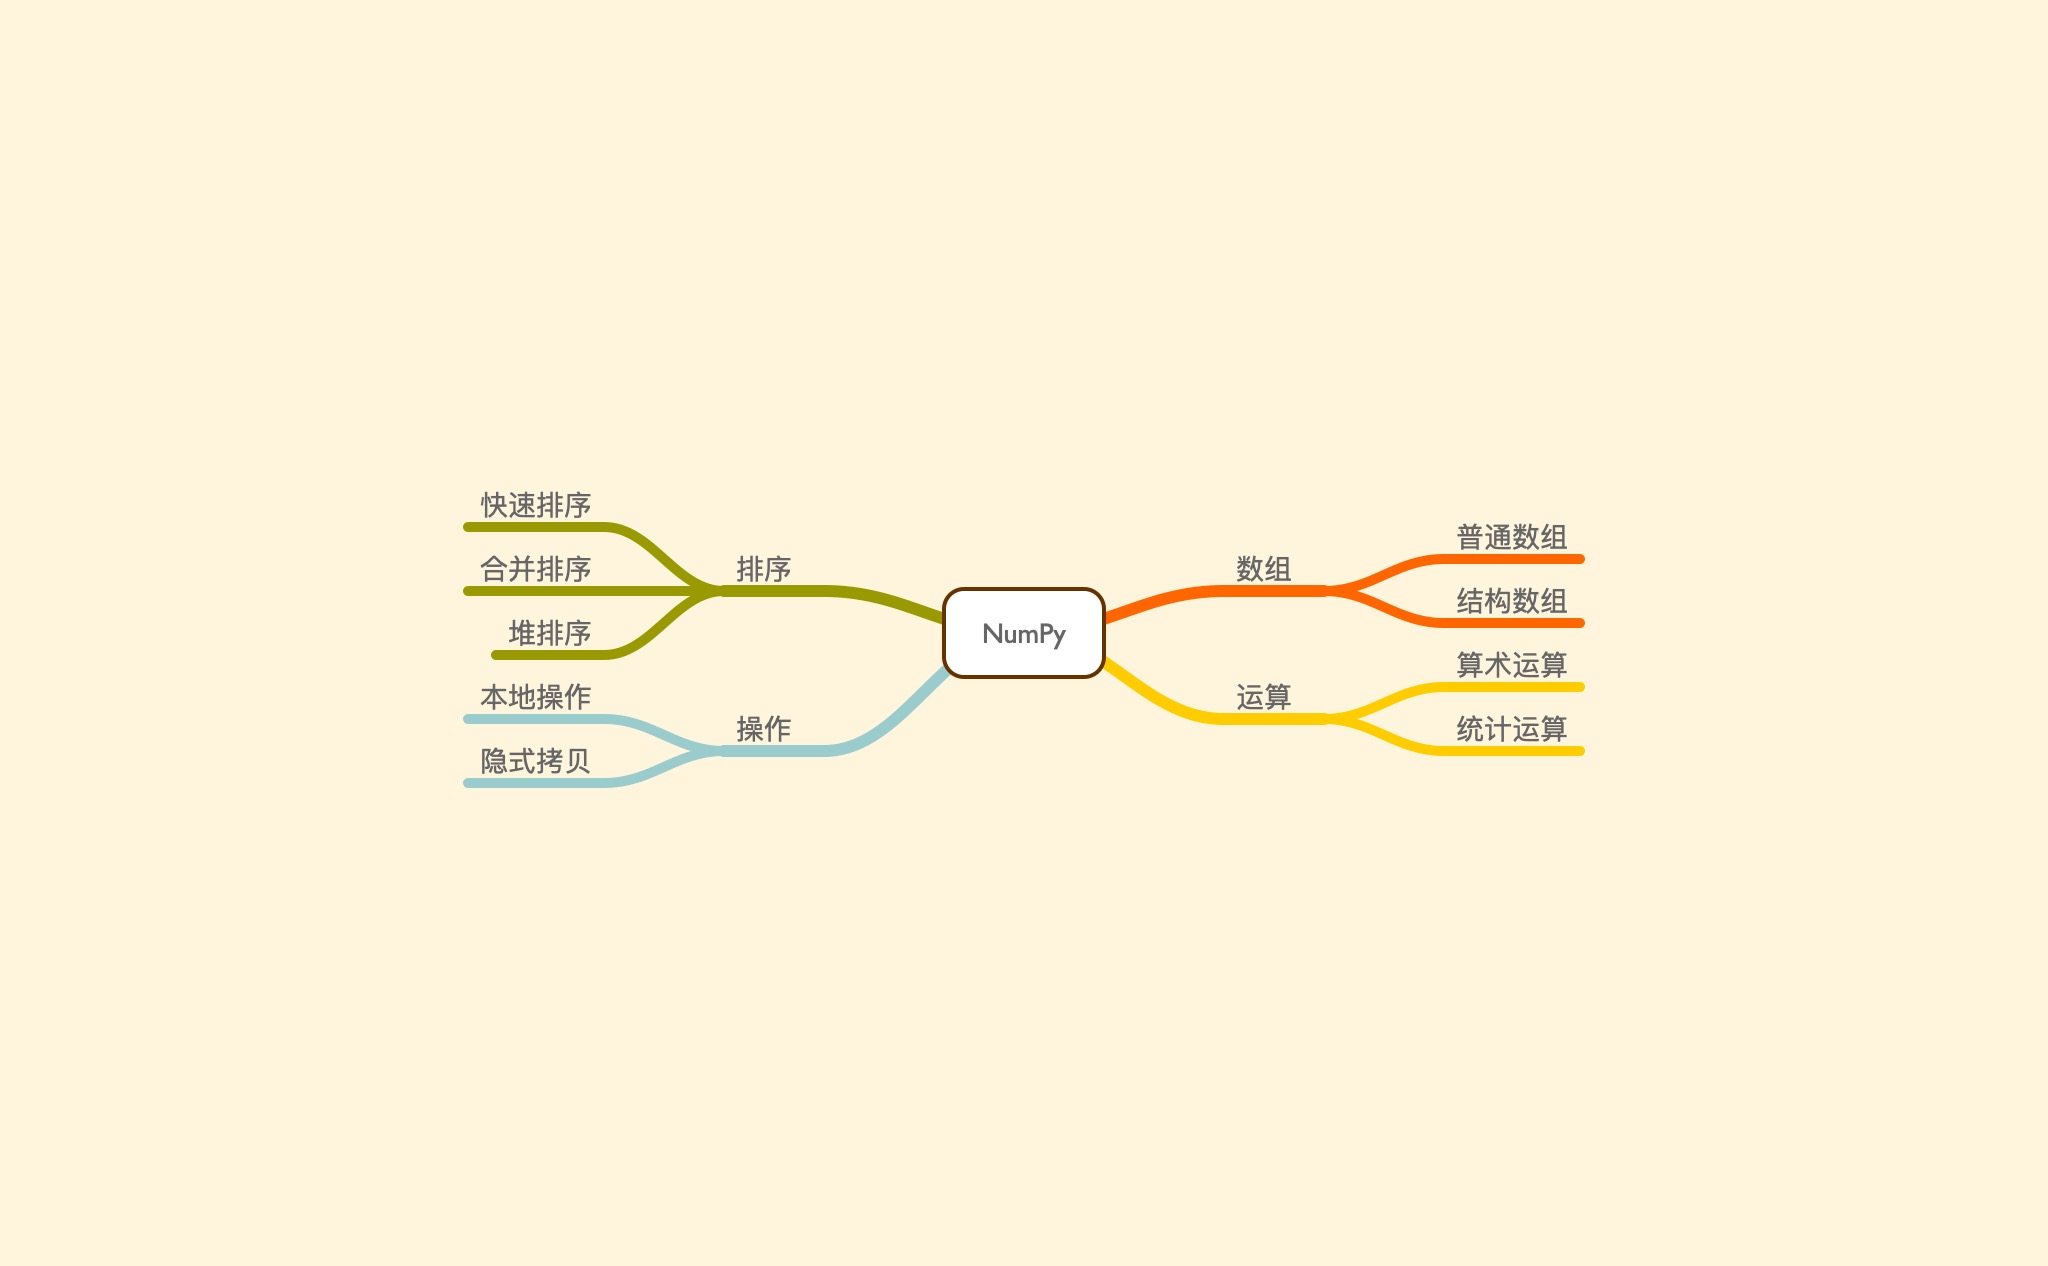 NumPy
数组
普通数组
结构数组
运算
算术运算
统计运算
排序
快速排序
合并排序
堆排序
操作
本地操作
隐式拷贝